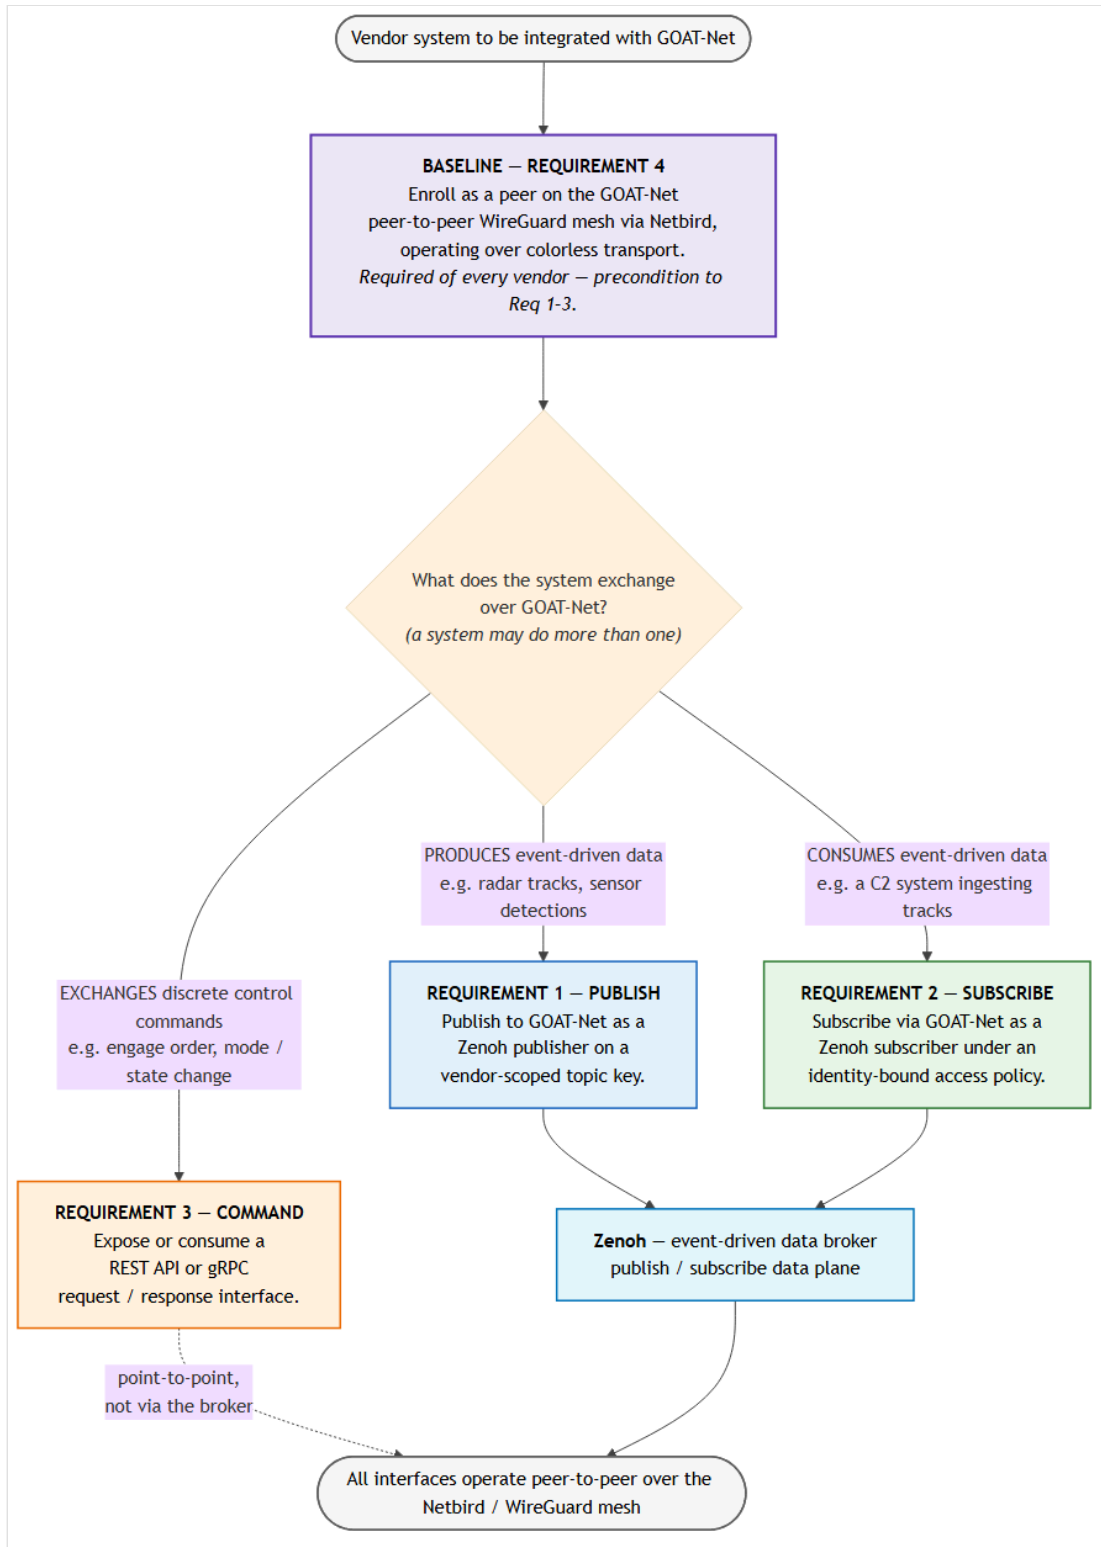 Vendor system to be integrated with GOAT-Net
BASELINE — REQUIREMENT 4
Enroll as a peer on the GOAT-Net
peer-to-peer WireGuard mesh via Netbird,
operating over colorless transport.
Required of every vendor — precondition to
Req 1-3.
What does the system exchange
over GOAT-Net?
(a system may do more than one)
PRODUCES event-driven data
e.g. radar tracks, sensor
detections
CONSUMES event-driven data
e.g. a C2 system ingesting
tracks
EXCHANGES discrete control
commands
e.g. engage order, mode /
state change
REQUIREMENT 1 — PUBLISH
Publish to GOAT-Net as a
Zenoh publisher on a
vendor-scoped topic key.
REQUIREMENT 2 — SUBSCRIBE
Subscribe via GOAT-Net as a
Zenoh subscriber under an
identity-bound access policy.
REQUIREMENT 3 — COMMAND
Expose or consume a
REST API or gRPC
request / response interface.
Zenoh — event-driven data broker
publish / subscribe data plane
point-to-point,
not via the broker
All interfaces operate peer-to-peer over the
Netbird / WireGuard mesh